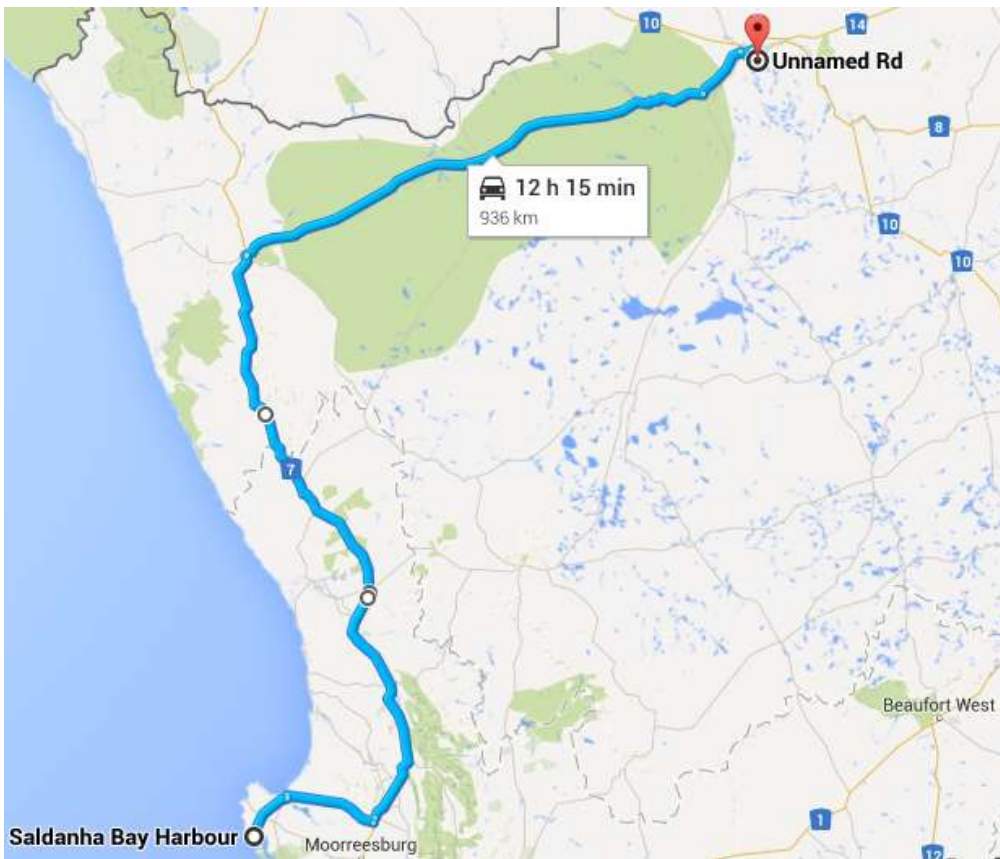 10
14
Unnamed Rd
8
12 h 15 min
936 km
10
10
7
Beaufort West
1
Saldanha Bay Harbour
Moorreesburg
12